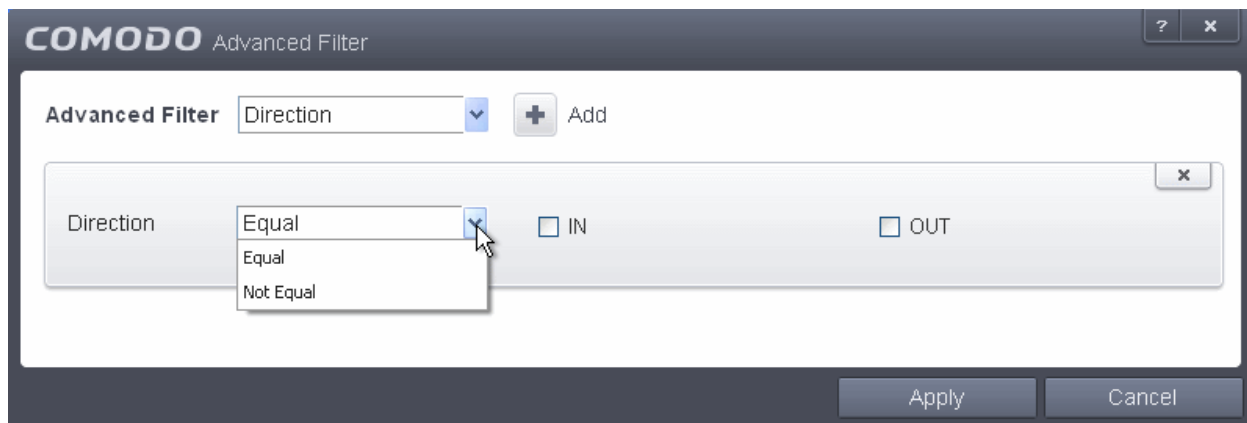 COMODO Advanced Filter ? x
Advanced Filter Direction + Add
x
Direction Equal IN OUT
Equal
Not Equal
Apply Cancel